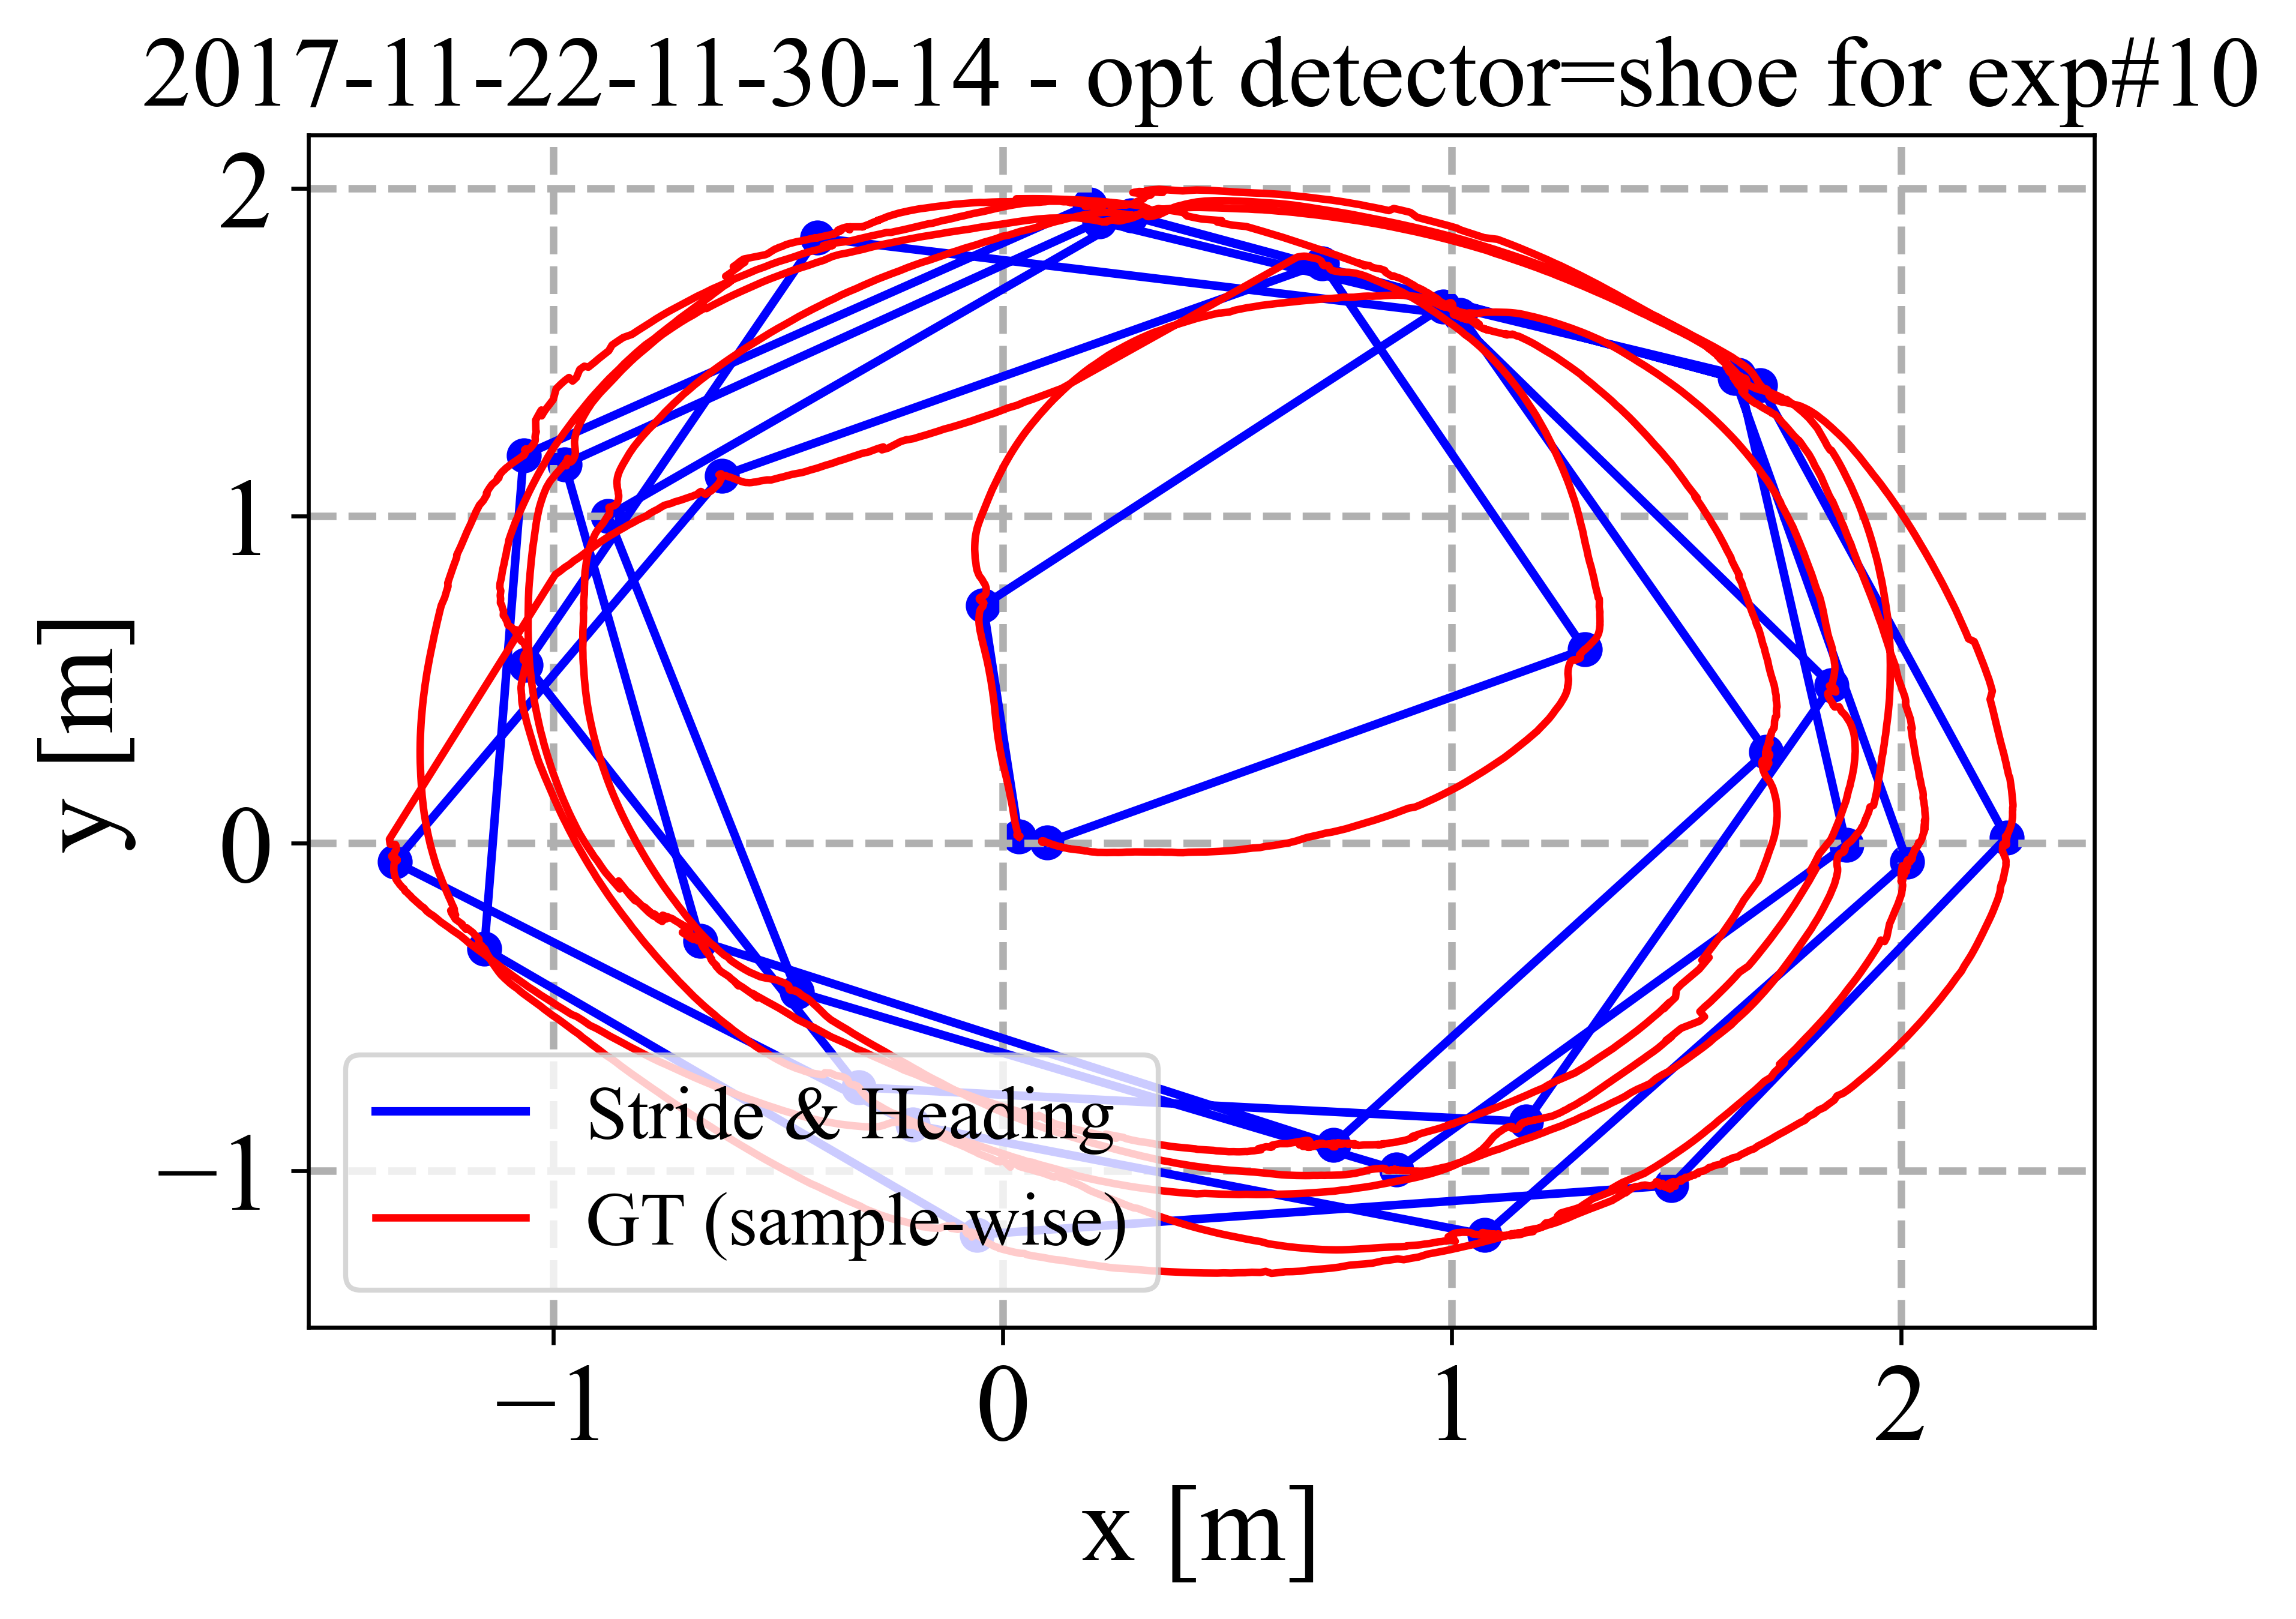 2017-11-22-11-30-14 - opt detector=shoe for exp#10
2
1
0
−1
y [m]
Stride & Heading
GT (sample-wise)
−1 0 1 2
x [m]